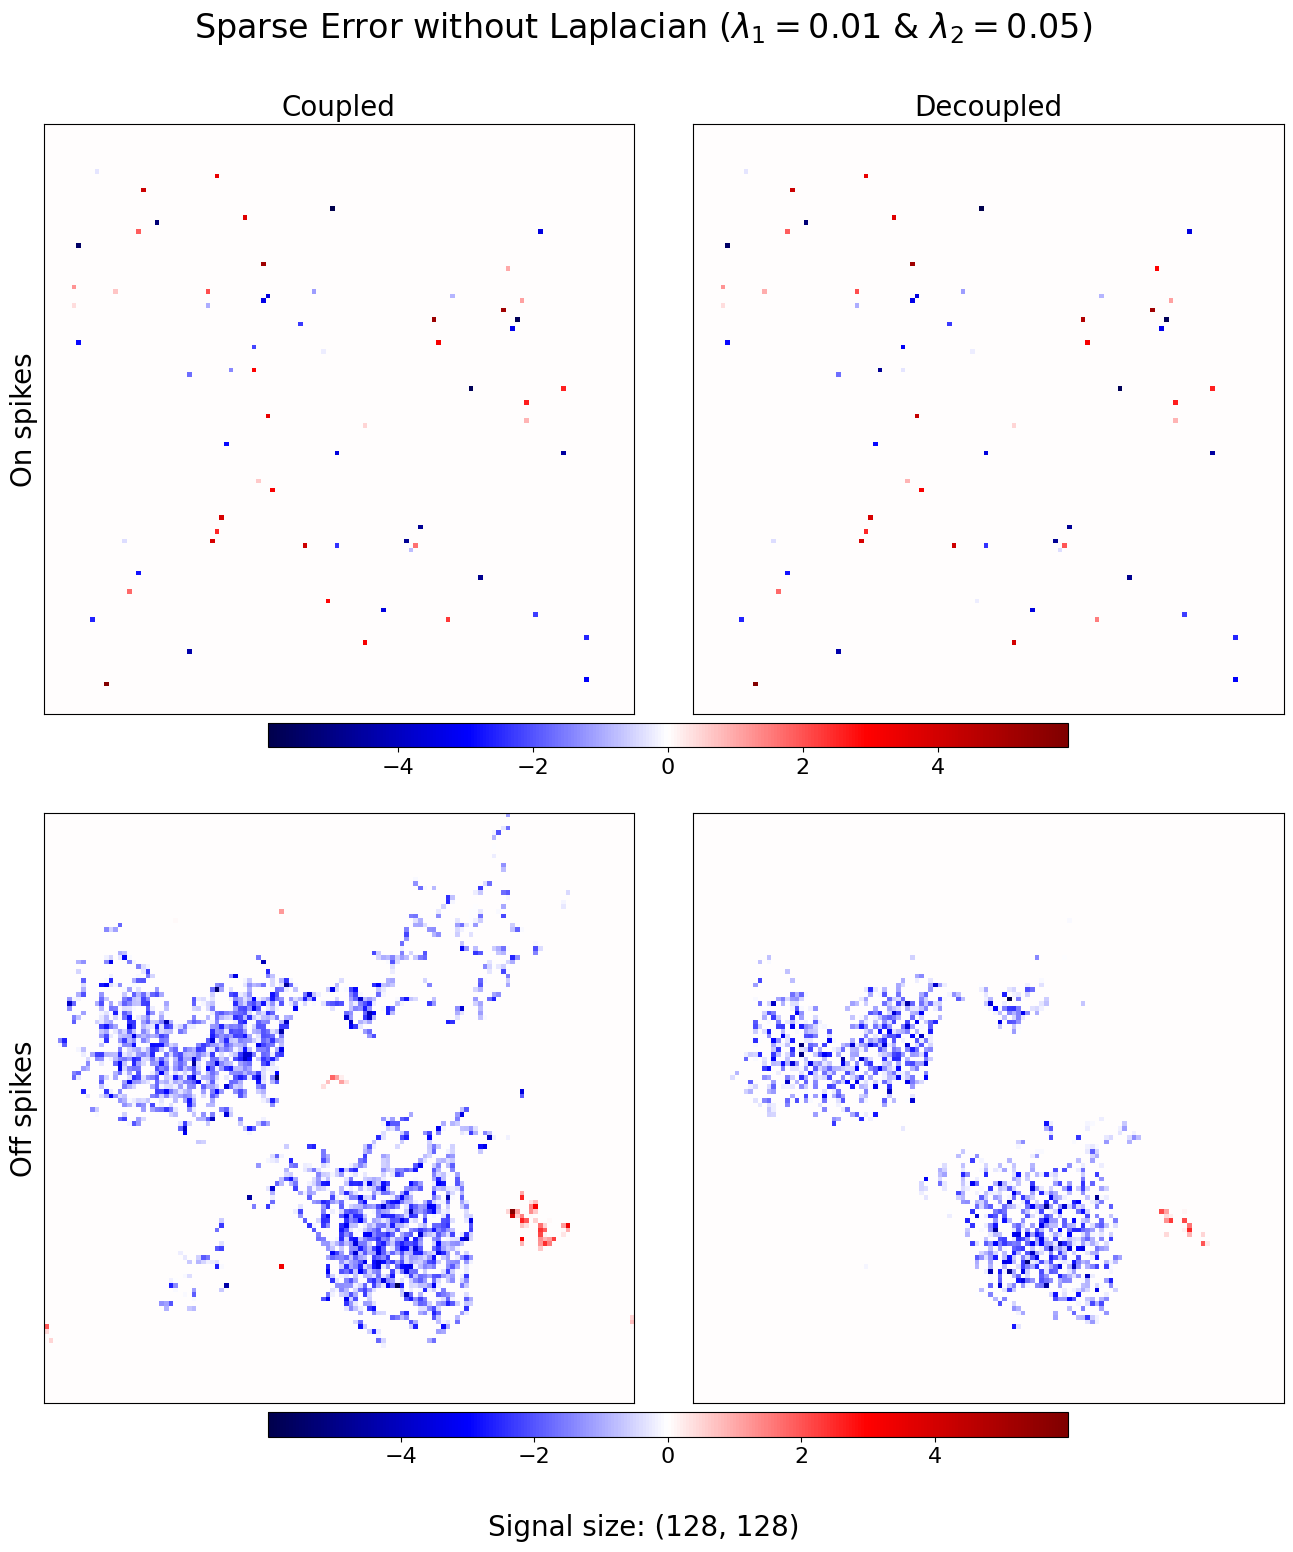 Sparse Error without Laplacian (λ₁ = 0.01 & λ₂ = 0.05)
Coupled
Decoupled
On spikes
−4 −2 0 2 4
Off spikes
−4 −2 0 2 4
Signal size: (128, 128)